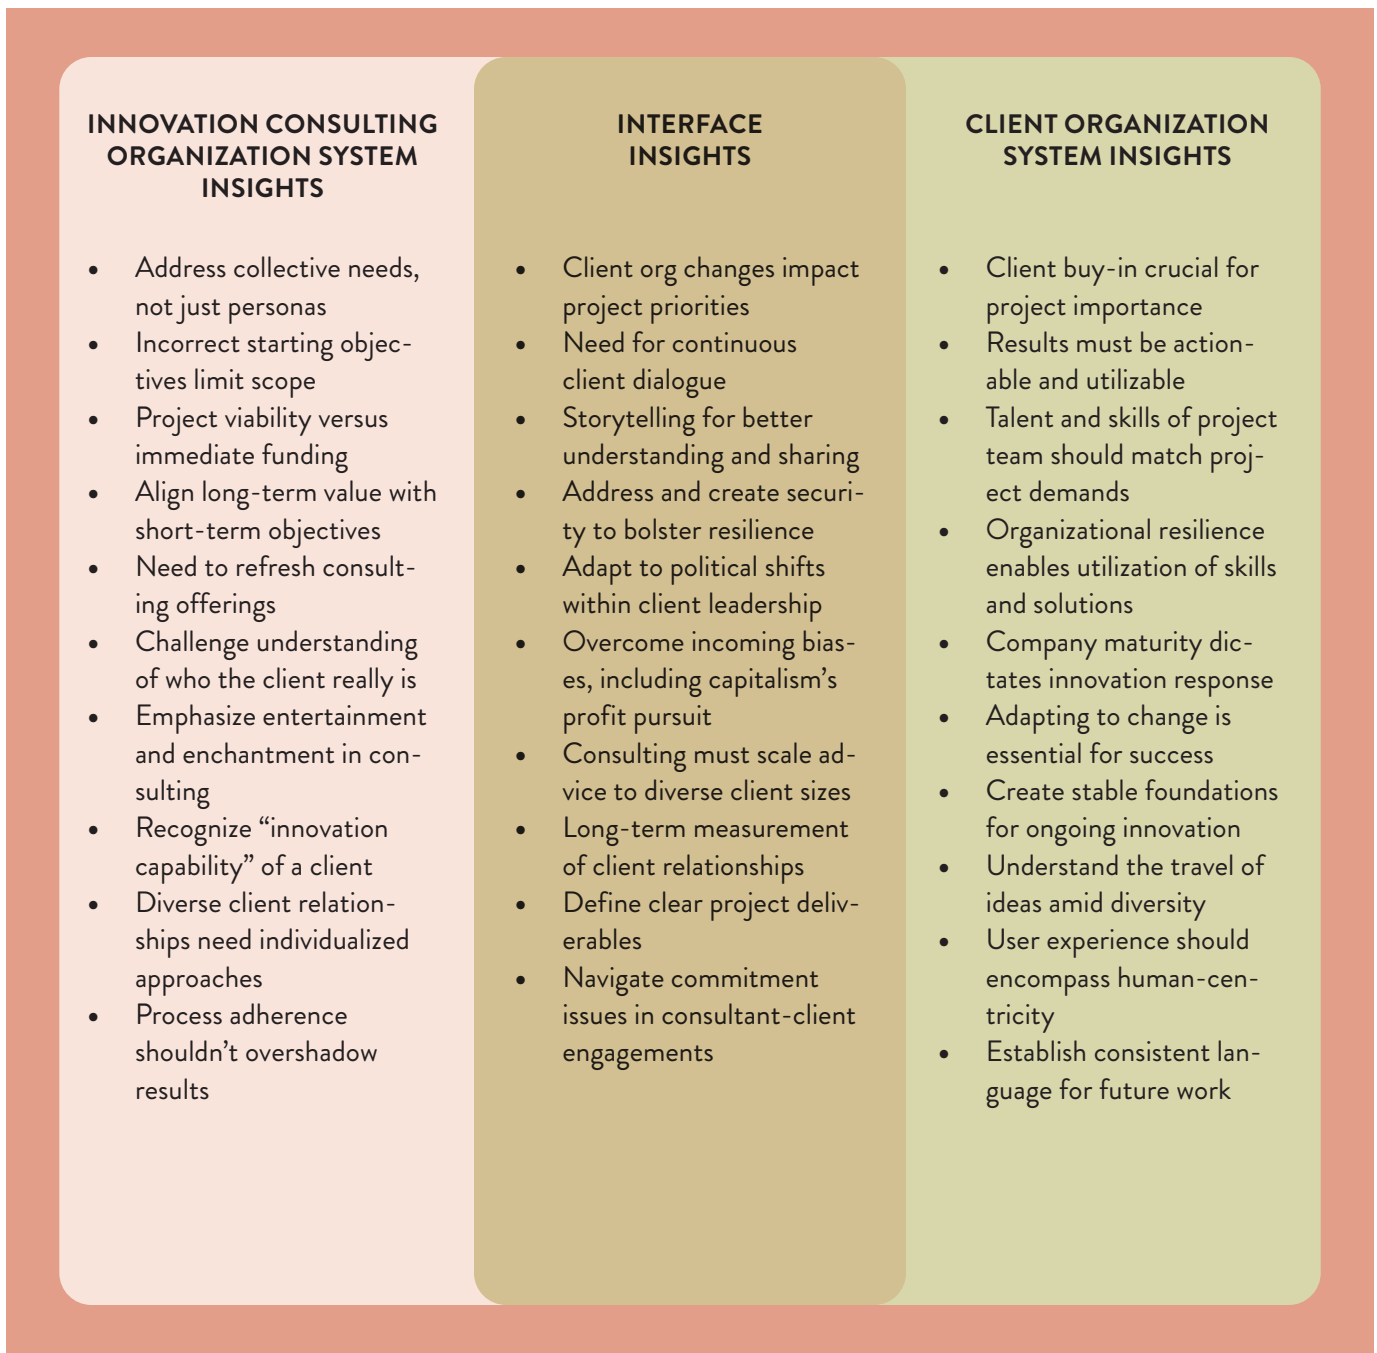 INNOVATION CONSULTING
ORGANIZATION SYSTEM
INSIGHTS
• Address collective needs,
not just personas
• Incorrect starting objec-
tives limit scope
• Project viability versus
immediate funding
• Align long-term value with
short-term objectives
• Need to refresh consult-
ing offerings
• Challenge understanding
of who the client really is
• Emphasize entertainment
and enchantment in con-
sulting
• Recognize “innovation
capability” of a client
• Diverse client relation-
ships need individualized
approaches
• Process adherence
shouldn’t overshadow
results
INTERFACE
INSIGHTS
• Client org changes impact
project priorities
• Need for continuous
client dialogue
• Storytelling for better
understanding and sharing
• Address and create securi-
ty to bolster resilience
• Adapt to political shifts
within client leadership
• Overcome incoming bias-
es, including capitalism’s
profit pursuit
• Consulting must scale ad-
vice to diverse client sizes
• Long-term measurement
of client relationships
• Define clear project deliv-
erables
• Navigate commitment
issues in consultant-client
engagements
CLIENT ORGANIZATION
SYSTEM INSIGHTS
• Client buy-in crucial for
project importance
• Results must be action-
able and utilizable
• Talent and skills of project
team should match proj-
ect demands
• Organizational resilience
enables utilization of skills
and solutions
• Company maturity dic-
tates innovation response
• Adapting to change is
essential for success
• Create stable foundations
for ongoing innovation
• Understand the travel of
ideas amid diversity
• User experience should
encompass human-cen-
tricity
• Establish consistent lan-
guage for future work